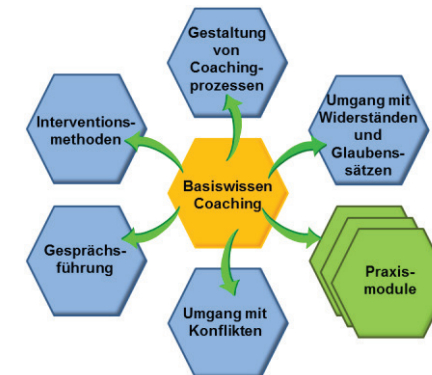 Gestaltung
von
Coaching-
prozessen
Umgang mit
Widerständen
und
Glaubens-
sätzen
Interventions-
methoden
Basiswissen
Coaching
Gesprächs-
führung
Praxis-
module
Umgang mit
Konflikten